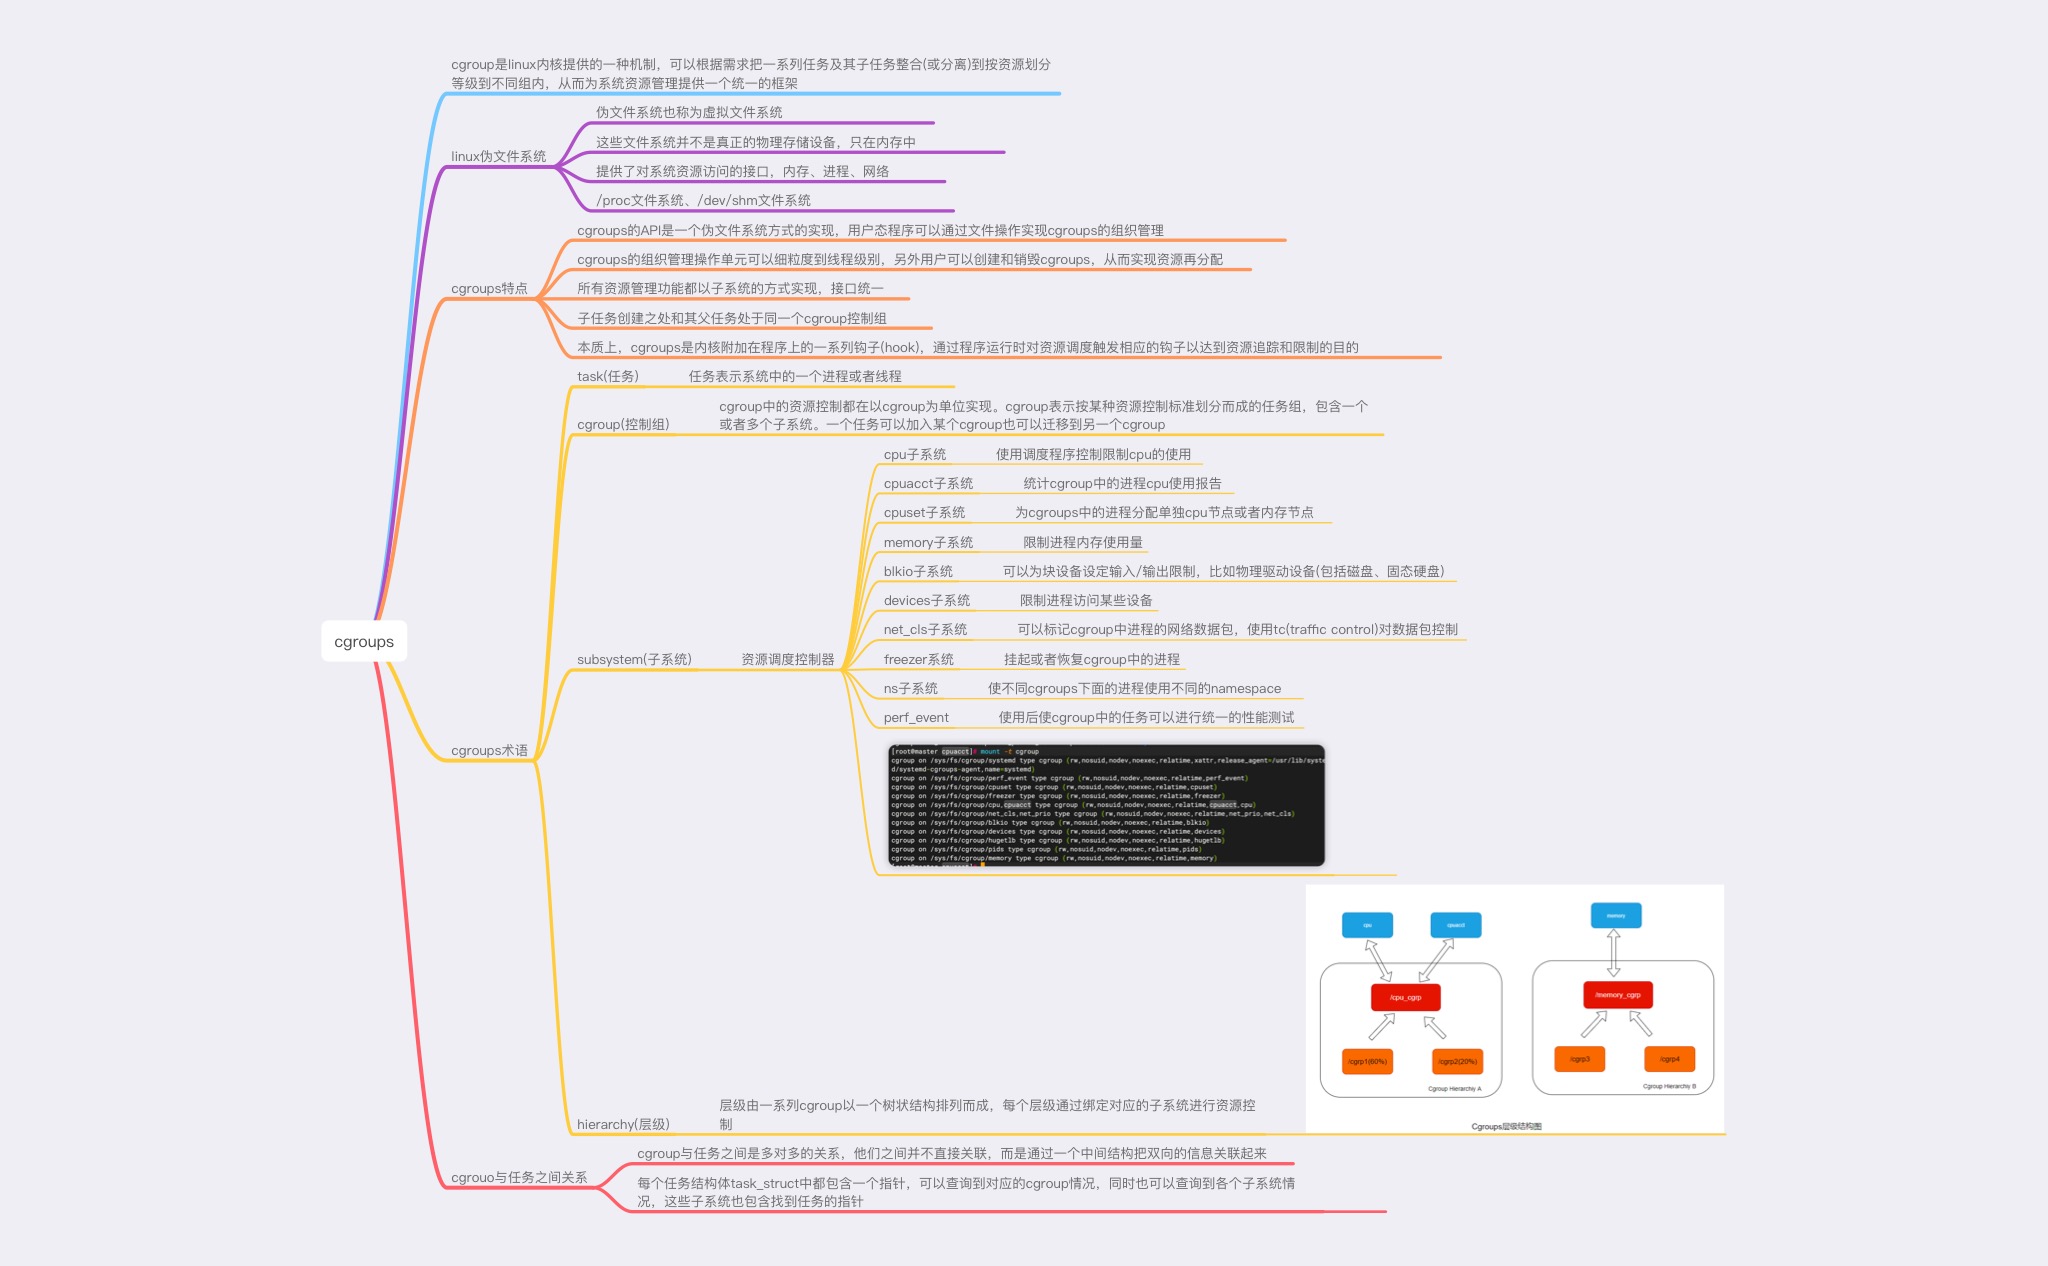 cgroup是linux内核提供的一种机制，可以根据需求把一系列任务及其子任务整合(或分离)到按资源划分
等级到不同组内，从而为系统资源管理提供一个统一的框架
linux伪文件系统
伪文件系统也称为虚拟文件系统
这些文件系统并不是真正的物理存储设备，只在内存中
提供了对系统资源访问的接口，内存、进程、网络
/proc文件系统、/dev/shm文件系统
cgroups特点
cgroups的API是一个伪文件系统方式的实现，用户态程序可以通过文件操作实现cgroups的组织管理
cgroups的组织管理操作单元可以细粒度到线程级别，另外用户可以创建和销毁cgroups，从而实现资源再分配
所有资源管理功能都以子系统的方式实现，接口统一
子任务创建之处和其父任务处于同一个cgroup控制组
本质上，cgroups是内核附加在程序上的一系列钩子(hook)，通过程序运行时对资源调度触发相应的钩子以达到资源追踪和限制的目的
cgroups
cgroups术语
task(任务)
任务表示系统中的一个进程或者线程
cgroup(控制组)
cgroup中的资源控制都在以cgroup为单位实现。cgroup表示按某种资源控制标准划分而成的任务组，包含一个
或者多个子系统。一个任务可以加入某个cgroup也可以迁移到另一个cgroup
subsystem(子系统)
资源调度控制器
cpu子系统
使用调度程序控制限制cpu的使用
cpuacct子系统
统计cgroup中的进程cpu使用报告
cpuset子系统
为cgroups中的进程分配单独cpu节点或者内存节点
memory子系统
限制进程内存使用量
blkio子系统
可以为块设备设定输入/输出限制，比如物理驱动设备(包括磁盘、固态硬盘)
devices子系统
限制进程访问某些设备
net_cls子系统
可以标记cgroup中进程的网络数据包，使用tc(traffic control)对数据包控制
freezer系统
挂起或者恢复cgroup中的进程
ns子系统
使不同cgroups下面的进程使用不同的namespace
perf_event
使用后使cgroup中的任务可以进行统一的性能测试
[root@master cpuacct]# mount -t cgroup
cgroup on /sys/fs/cgroup/systemd type cgroup (rw,nosuid,nodev,noexec,relatime,xattr,release_agent=/usr/lib/syste
d/systemd-cgroups-agent,name=systemd)
cgroup on /sys/fs/cgroup/perf_event type cgroup (rw,nosuid,nodev,noexec,relatime,perf_event)
cgroup on /sys/fs/cgroup/cpuset type cgroup (rw,nosuid,nodev,noexec,relatime,cpuset)
cgroup on /sys/fs/cgroup/freezer type cgroup (rw,nosuid,nodev,noexec,relatime,freezer)
cgroup on /sys/fs/cgroup/cpu,cpuacct type cgroup (rw,nosuid,nodev,noexec,relatime,cpuacct,cpu)
cgroup on /sys/fs/cgroup/net_cls,net_prio type cgroup (rw,nosuid,nodev,noexec,relatime,net_prio,net_cls)
cgroup on /sys/fs/cgroup/blkio type cgroup (rw,nosuid,nodev,noexec,relatime,blkio)
cgroup on /sys/fs/cgroup/devices type cgroup (rw,nosuid,nodev,noexec,relatime,devices)
cgroup on /sys/fs/cgroup/hugetlb type cgroup (rw,nosuid,nodev,noexec,relatime,hugetlb)
cgroup on /sys/fs/cgroup/pids type cgroup (rw,nosuid,nodev,noexec,relatime,pids)
cgroup on /sys/fs/cgroup/memory type cgroup (rw,nosuid,nodev,noexec,relatime,memory)
hierarchy(层级)
层级由一系列cgroup以一个树状结构排列而成，每个层级通过绑定对应的子系统进行资源控
制
cpu
cpuacct
memory
/cpu_cgrp
/memory_cgrp
/cgrp1(60%)
/cgrp2(20%)
/cgrp3
/cgrp4
Cgroup Hierarchiy A
Cgroup Hierarchiy B
Cgroups层级结构图
cgrouo与任务之间关系
cgroup与任务之间是多对多的关系，他们之间并不直接关联，而是通过一个中间结构把双向的信息关联起来
每个任务结构体task_struct中都包含一个指针，可以查询到对应的cgroup情况，同时也可以查询到各个子系统情
况，这些子系统也包含找到任务的指针